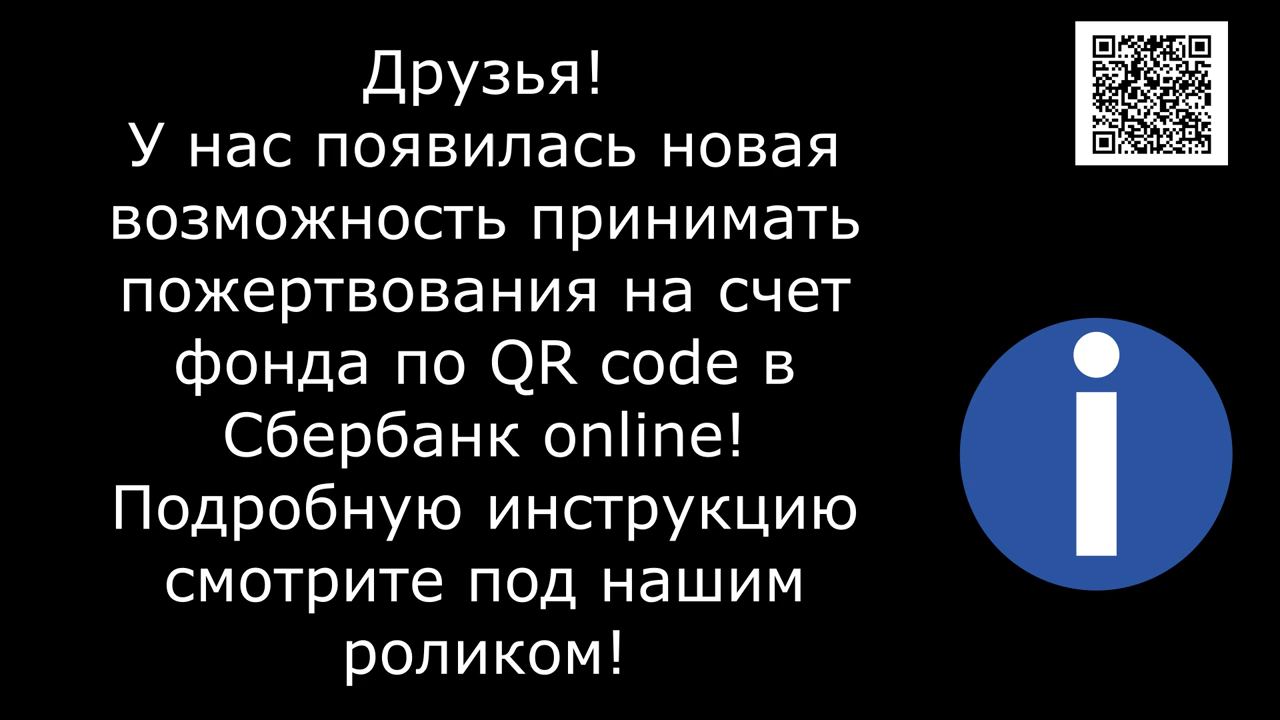 Друзья!
У нас появилась новая
возможность принимать
пожертвования на счет
фонда по QR code в
Сбербанк online!
Подробную инструкцию
смотрите под нашим
роликом!
i